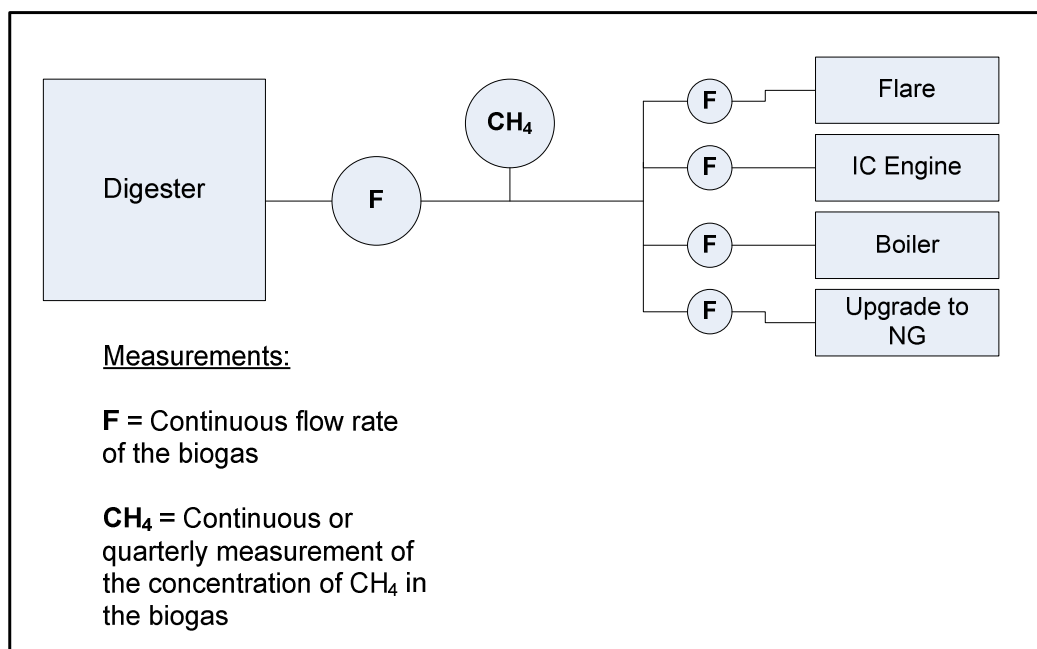 Digester
F
CH₄
F
Flare
F
IC Engine
F
Boiler
F
Upgrade to
NG
Measurements:
F = Continuous flow rate
of the biogas
CH₄ = Continuous or
quarterly measurement of
the concentration of CH₄ in
the biogas